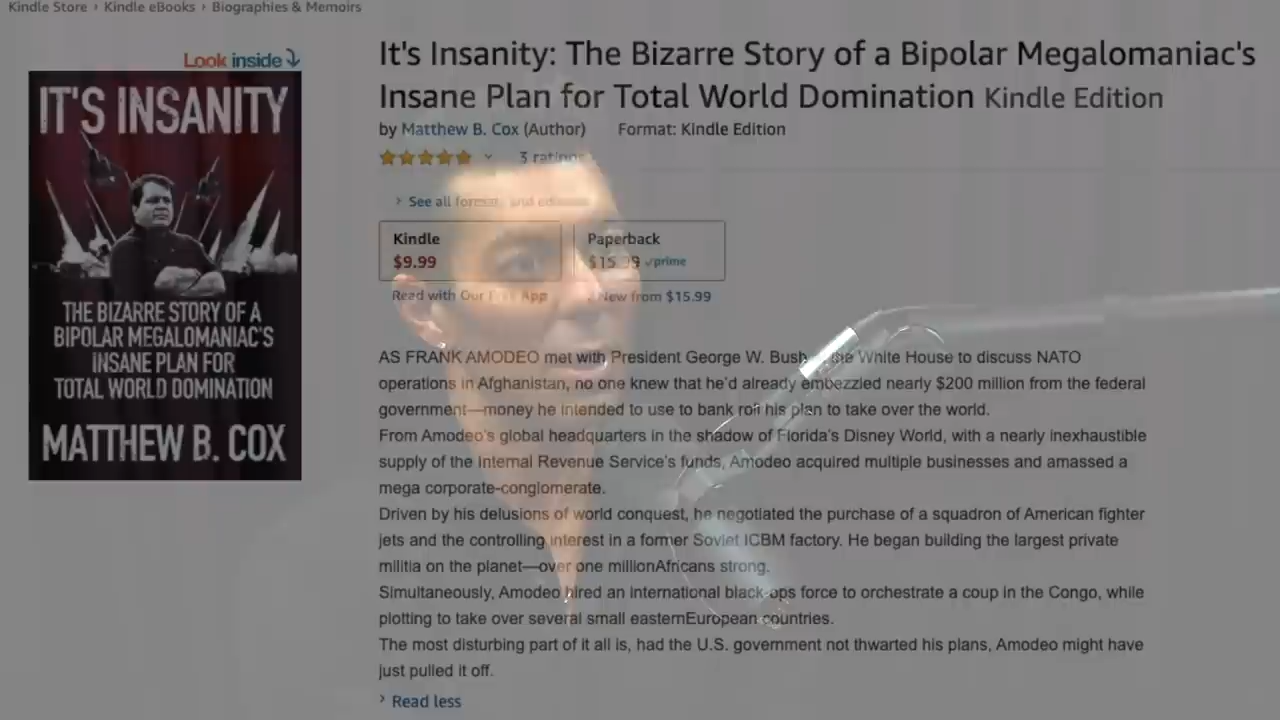 Kindle Store › Kindle eBooks › Biographies & Memoirs
Look inside
IT'S INSANITY
THE BIZARRE STORY OF A
BIPOLAR MEGALOMANIAC'S
INSANE PLAN FOR
TOTAL WORLD DOMINATION
MATTHEW B. COX
It's Insanity: The Bizarre Story of a Bipolar Megalomaniac's
Insane Plan for Total World Domination Kindle Edition
by Matthew B. Cox (Author) Format: Kindle Edition
3 ratings
› See all formats and editions
Kindle
$9.99
Paperback
$15.99 prime
Read with Our Free App
2 New from $15.99
AS FRANK AMODEO met with President George W. Bush the White House to discuss NATO
operations in Afghanistan, no one knew that he'd already embezzled nearly $200 million from the federal
government—money he intended to use to bank roll his plan to take over the world.
From Amodeo's global headquarters in the shadow of Florida's Disney World, with a nearly inexhaustible
supply of the Internal Revenue Service's funds, Amodeo acquired multiple businesses and amassed a
mega corporate-conglomerate.
Driven by his delusions of world conquest, he negotiated the purchase of a squadron of American fighter
jets and the controlling interest in a former Soviet ICBM factory. He began building the largest private
militia on the planet—over one millionAfricans strong.
Simultaneously, Amodeo hired an international black-ops force to orchestrate a coup in the Congo, while
plotting to take over several small easternEuropean countries.
The most disturbing part of it all is, had the U.S. government not thwarted his plans, Amodeo might have
just pulled it off.
› Read less